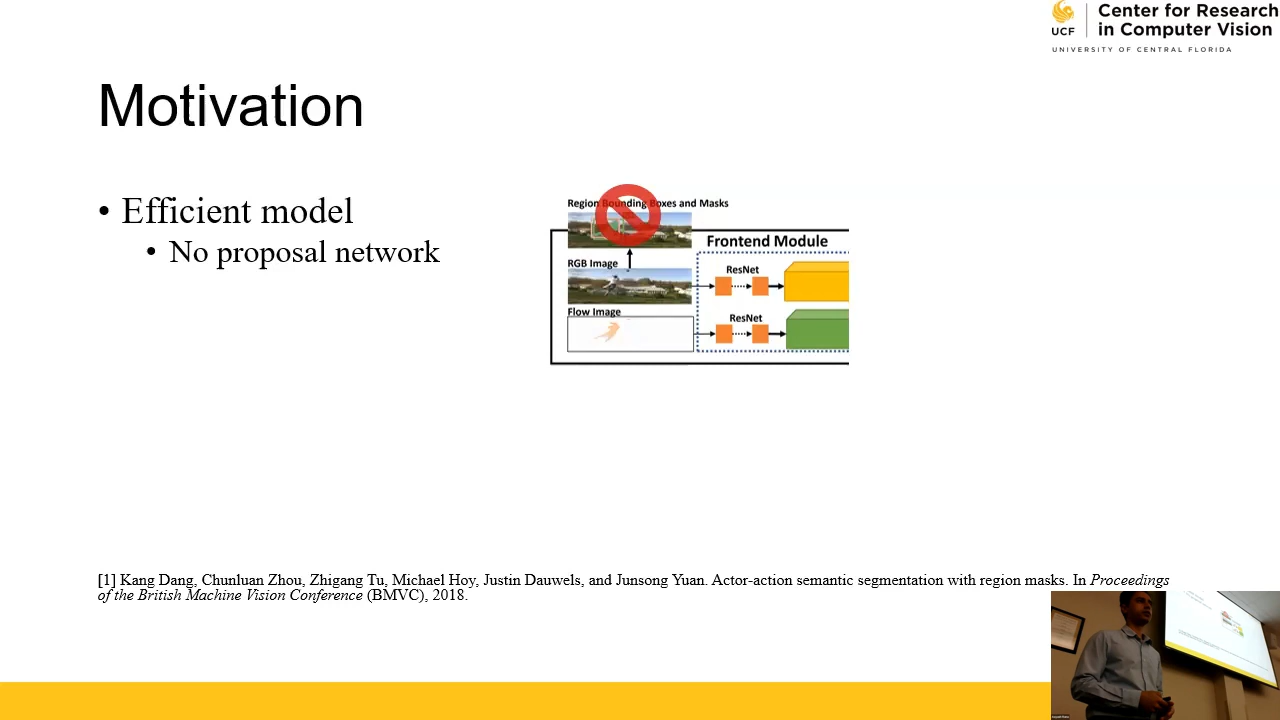 Center for Research
in Computer Vision
UCF
UNIVERSITY OF CENTRAL FLORIDA
Motivation
• Efficient model
• No proposal network
Region Bounding Boxes and Masks
Frontend Module
RGB Image
ResNet
Flow Image
ResNet
[1] Kang Dang, Chunluan Zhou, Zhigang Tu, Michael Hoy, Justin Dauwels, and Junsong Yuan. Actor-action semantic segmentation with region masks. In Proceedings
of the British Machine Vision Conference (BMVC), 2018.